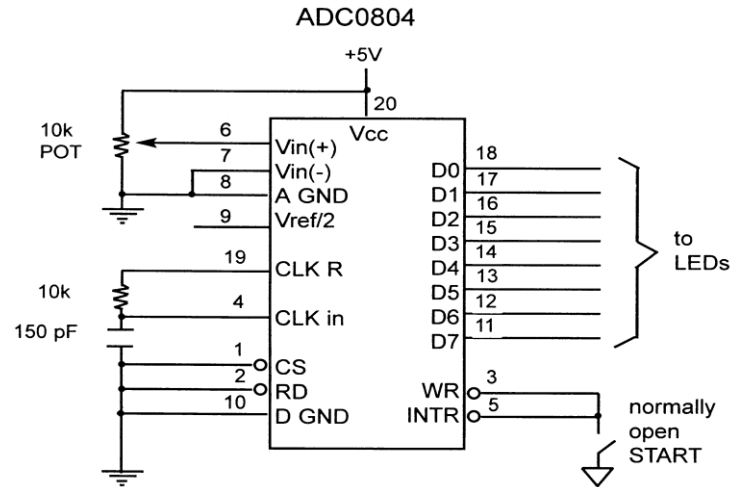 ADC0804
+5V
20
Vcc
10k
POT
6
Vin(+)
7
Vin(-)
8
A GND
9
Vref/2
19
CLK R
10k
4
CLK in
150 pF
1
CS
2
RD
10
D GND
18
D0
17
D1
16
D2
15
D3
14
D4
13
D5
12
D6
11
D7
to
LEDs
WR
3
INTR
5
normally
open
START